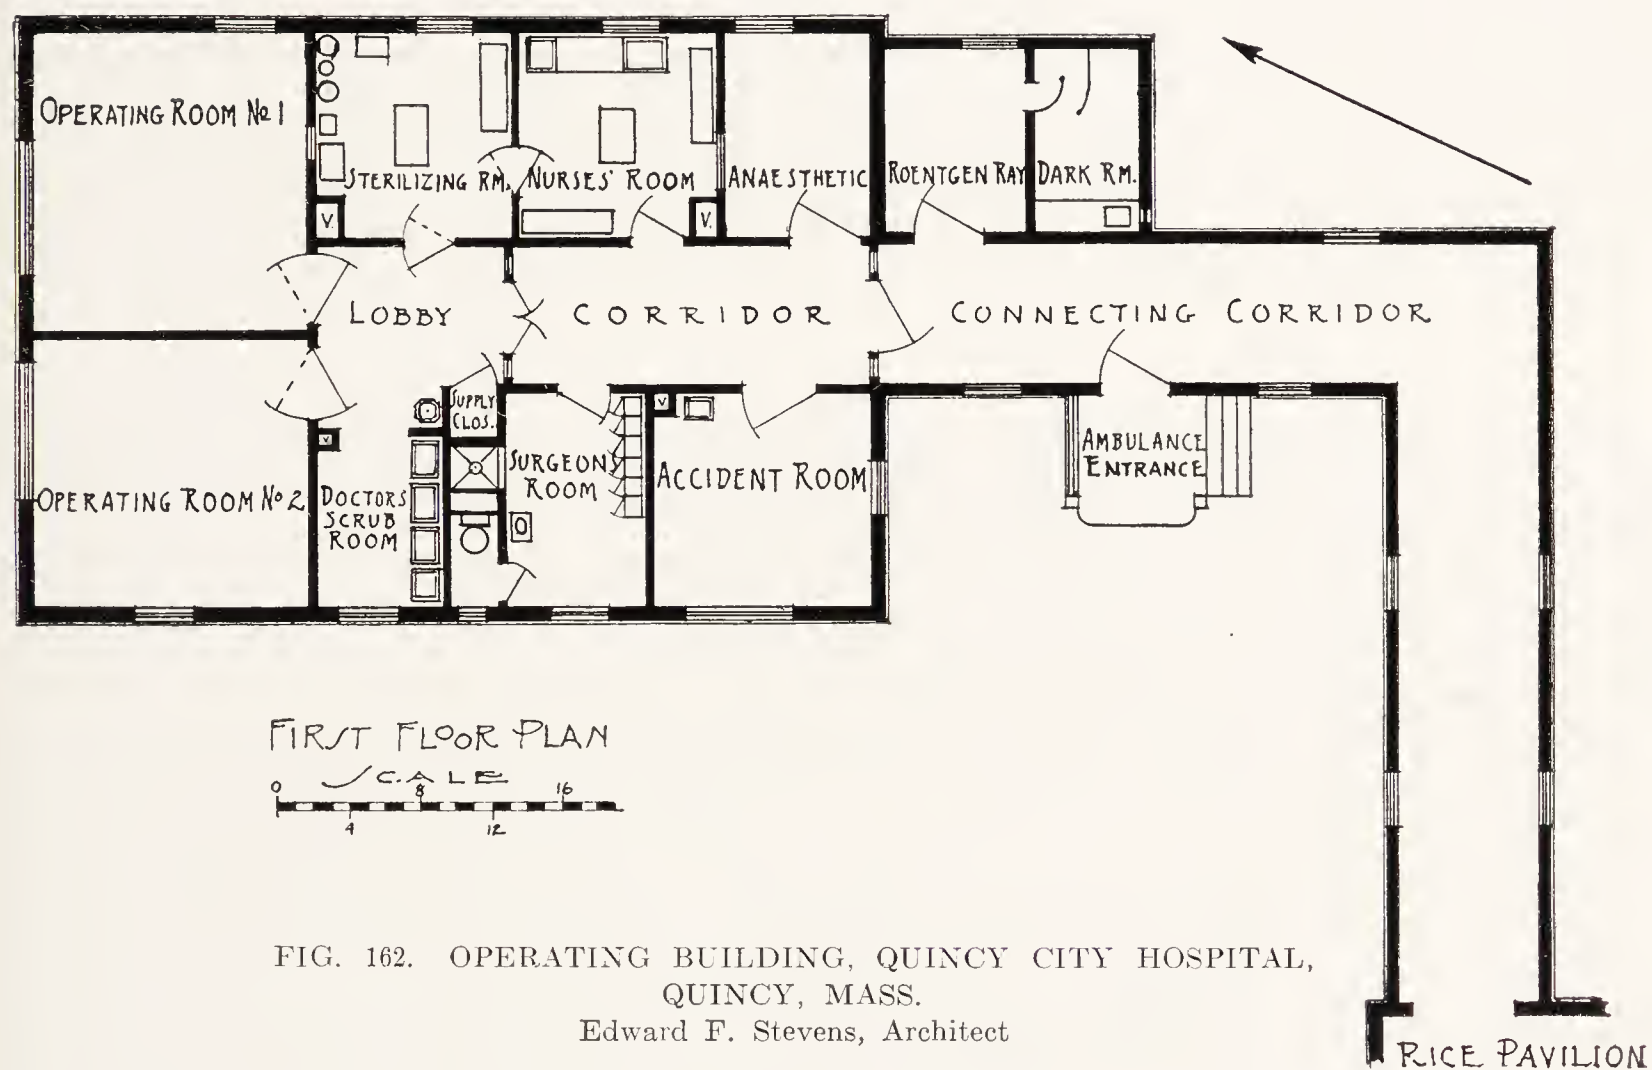 OPERATING ROOM No. 1
STERILIZING RM.
NURSES' ROOM
ANAESTHETIC
ROENTGEN RAY
DARK RM.
V.
V.
LOBBY
CORRIDOR
CONNECTING CORRIDOR
SUPPLY
CLOS.
V
V
AMBULANCE
ENTRANCE
OPERATING ROOM No 2
DOCTORS
SCRUB
ROOM
SURGEONS
ROOM
ACCIDENT ROOM
FIRST FLOOR PLAN
SCALE
0 8 16
4 12
FIG. 162. OPERATING BUILDING, QUINCY CITY HOSPITAL,
QUINCY, MASS.
Edward F. Stevens, Architect
RICE PAVILION